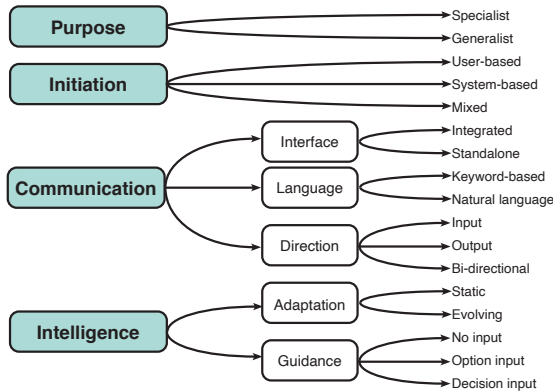 Purpose
Specialist
Generalist
Initiation
User-based
System-based
Mixed
Communication
Interface
Integrated
Standalone
Language
Keyword-based
Natural language
Direction
Input
Output
Bi-directional
Intelligence
Adaptation
Static
Evolving
Guidance
No input
Option input
Decision input